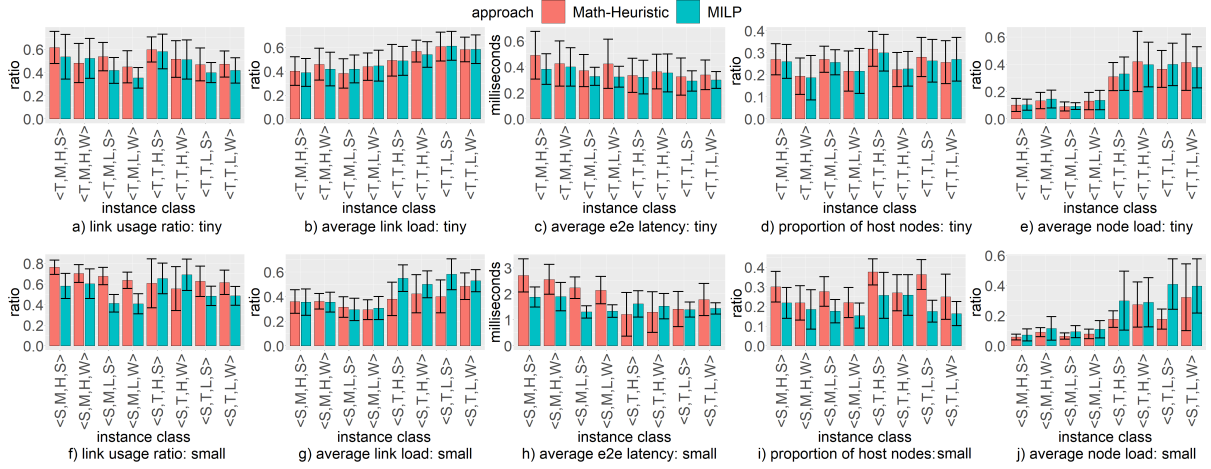 approach Math-Heuristic MILP
ratio
0.6
0.4
0.2
0.0
<T,M,H,S>
<T,M,H,W>
<T,M,L,S>
<T,M,L,W>
<T,T,H,S>
<T,T,H,W>
<T,T,L,S>
<T,T,L,W>
instance class
a) link usage ratio: tiny
ratio
0.6
0.4
0.2
0.0
<T,M,H,S>
<T,M,H,W>
<T,M,L,S>
<T,M,L,W>
<T,T,H,S>
<T,T,H,W>
<T,T,L,S>
<T,T,L,W>
instance class
b) average link load: tiny
milliseconds
0.6
0.4
0.2
0.0
<T,M,H,S>
<T,M,H,W>
<T,M,L,S>
<T,M,L,W>
<T,T,H,S>
<T,T,H,W>
<T,T,L,S>
<T,T,L,W>
instance class
c) average e2e latency: tiny
ratio
0.4
0.3
0.2
0.1
0.0
<T,M,H,S>
<T,M,H,W>
<T,M,L,S>
<T,M,L,W>
<T,T,H,S>
<T,T,H,W>
<T,T,L,S>
<T,T,L,W>
instance class
d) proportion of host nodes: tiny
ratio
0.6
0.4
0.2
0.0
<T,M,H,S>
<T,M,H,W>
<T,M,L,S>
<T,M,L,W>
<T,T,H,S>
<T,T,H,W>
<T,T,L,S>
<T,T,L,W>
instance class
e) average node load: tiny
ratio
0.8
0.6
0.4
0.2
0.0
<S,M,H,S>
<S,M,H,W>
<S,M,L,S>
<S,M,L,W>
<S,T,H,S>
<S,T,H,W>
<S,T,L,S>
<S,T,L,W>
instance class
f) link usage ratio: small
ratio
0.6
0.4
0.2
0.0
<S,M,H,S>
<S,M,H,W>
<S,M,L,S>
<S,M,L,W>
<S,T,H,S>
<S,T,H,W>
<S,T,L,S>
<S,T,L,W>
instance class
g) average link load: small
milliseconds
3
2
1
0
<S,M,H,S>
<S,M,H,W>
<S,M,L,S>
<S,M,L,W>
<S,T,H,S>
<S,T,H,W>
<S,T,L,S>
<S,T,L,W>
instance class
h) average e2e latency: small
ratio
0.4
0.3
0.2
0.1
0.0
<S,M,H,S>
<S,M,H,W>
<S,M,L,S>
<S,M,L,W>
<S,T,H,S>
<S,T,H,W>
<S,T,L,S>
<S,T,L,W>
instance class
i) proportion of host nodes:small
ratio
0.6
0.4
0.2
0.0
<S,M,H,S>
<S,M,H,W>
<S,M,L,S>
<S,M,L,W>
<S,T,H,S>
<S,T,H,W>
<S,T,L,S>
<S,T,L,W>
instance class
j) average node load: small